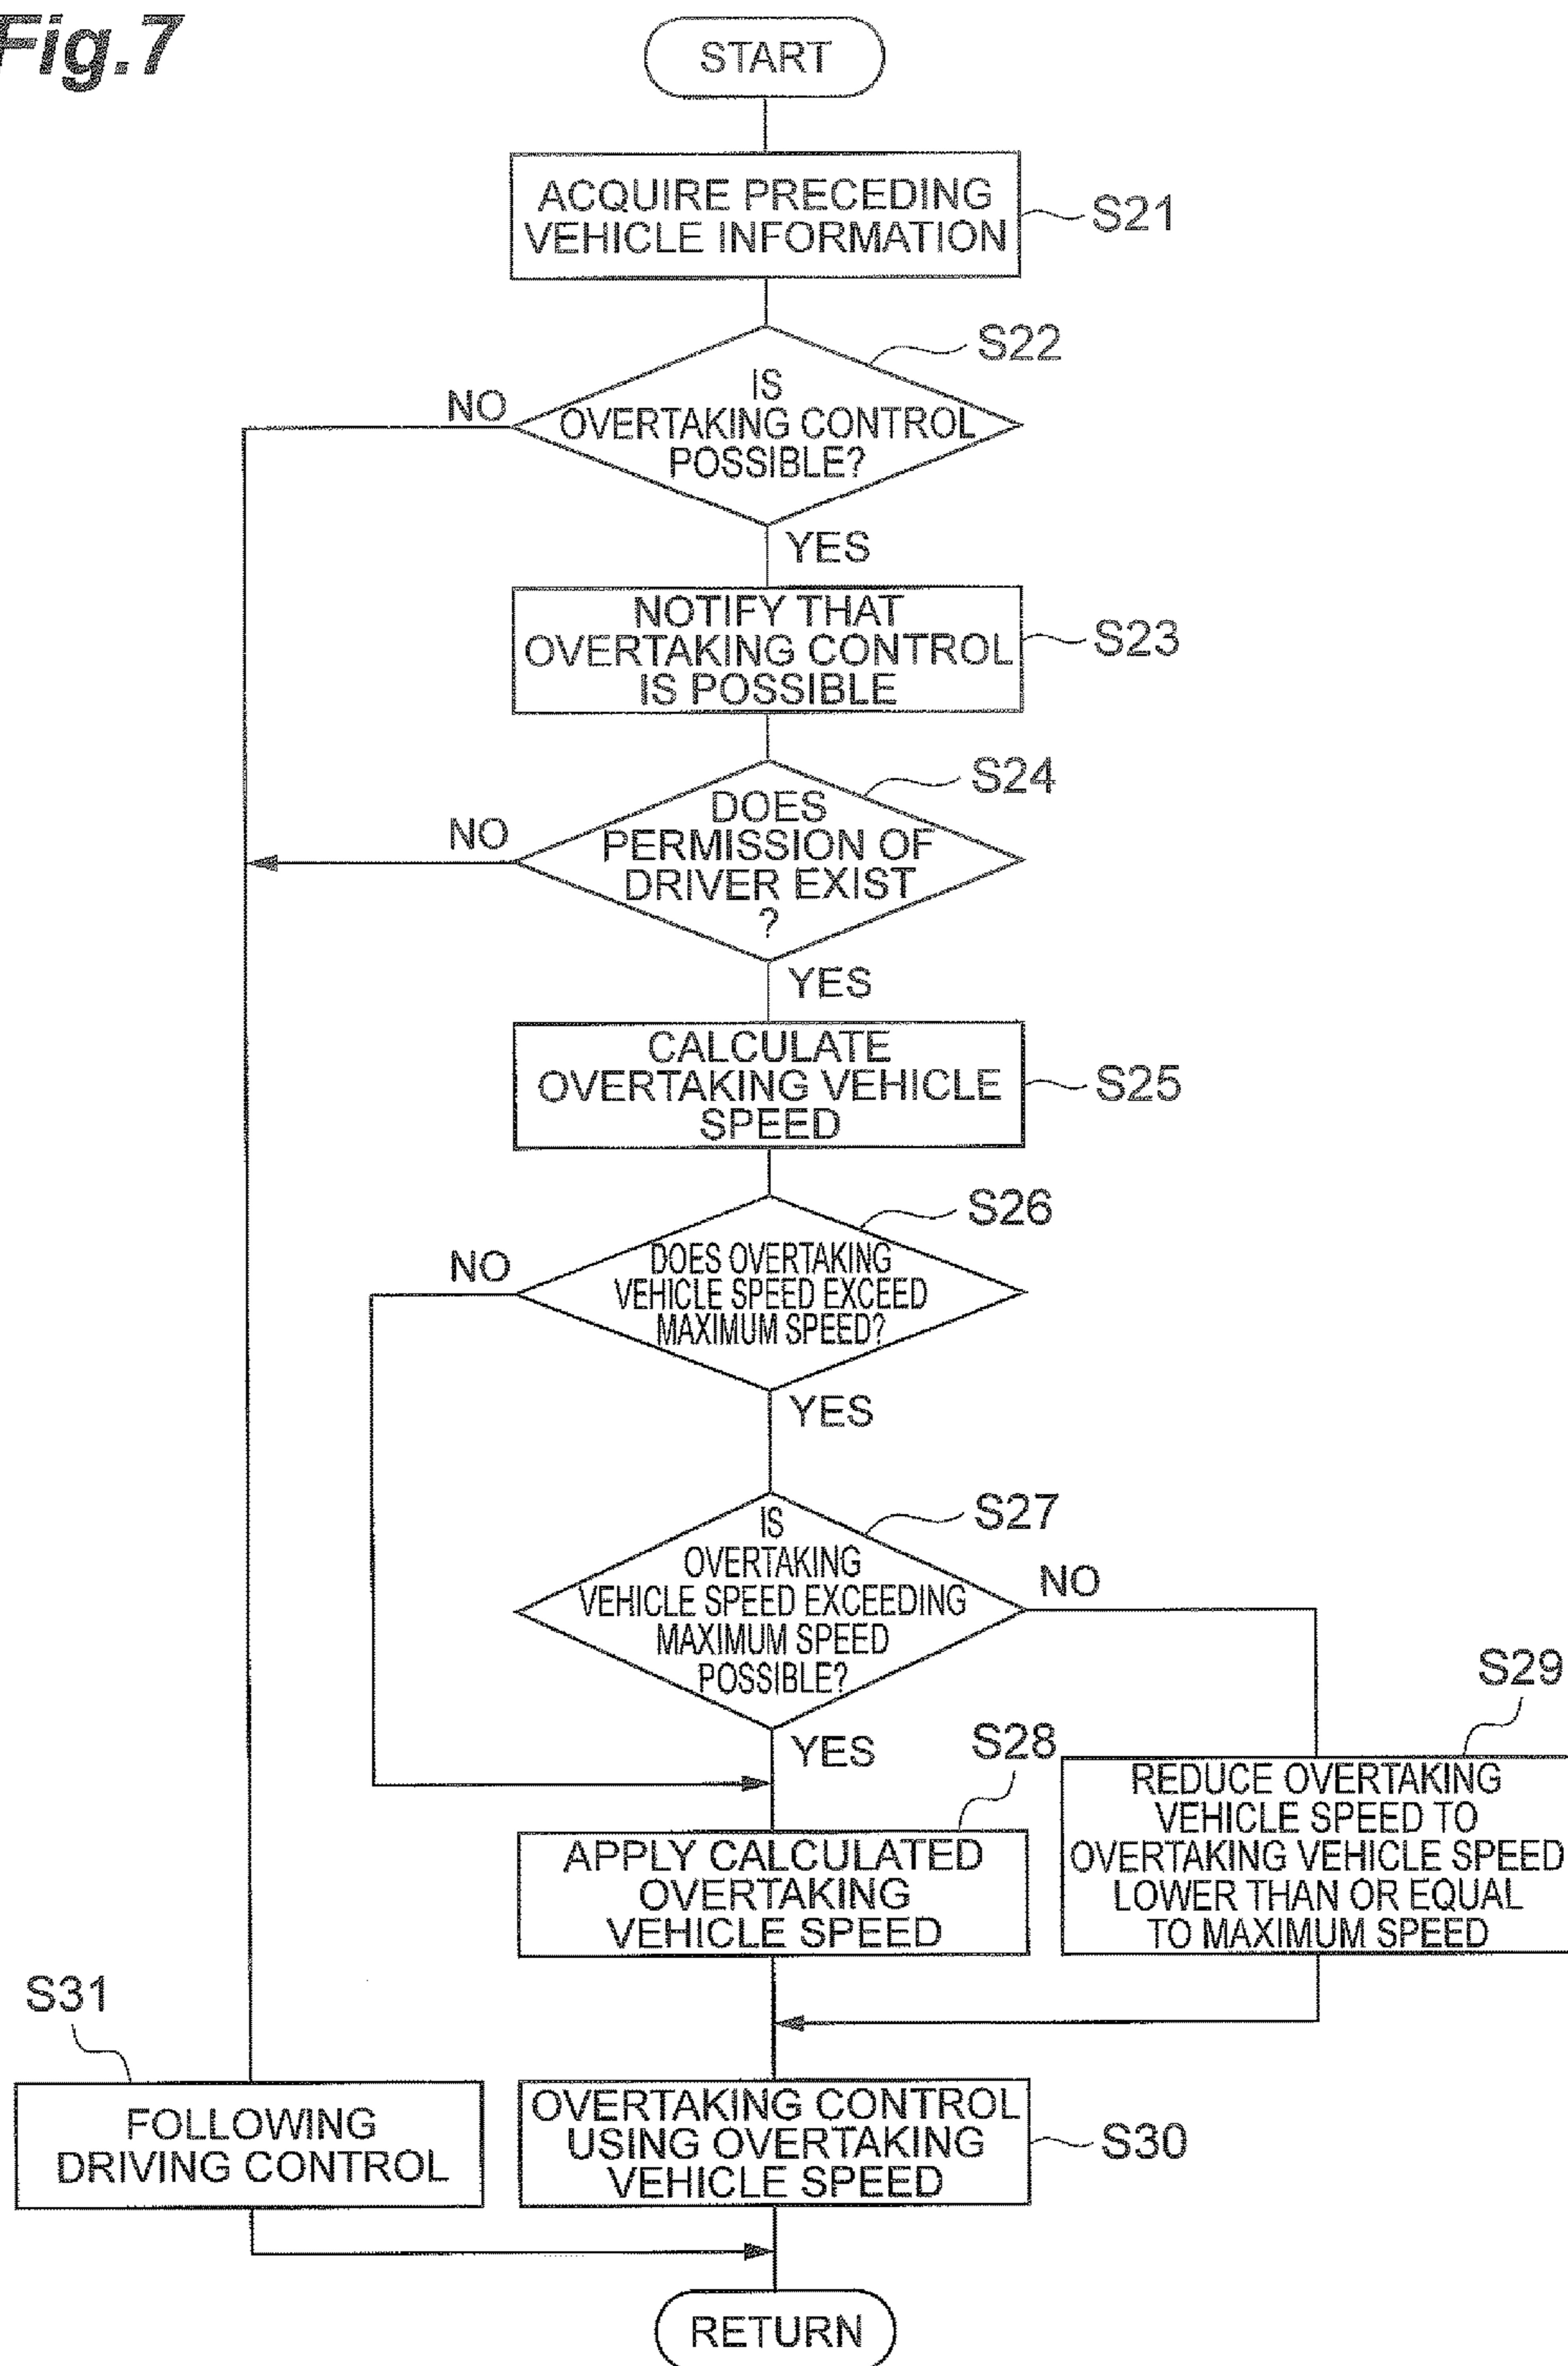 Fig.7
START
ACQUIRE PRECEDING
VEHICLE INFORMATION
S21
S22
IS
OVERTAKING CONTROL
POSSIBLE?
NO
YES
NOTIFY THAT
OVERTAKING CONTROL
IS POSSIBLE
S23
S24
DOES
PERMISSION OF
DRIVER EXIST
?
NO
YES
CALCULATE
OVERTAKING VEHICLE
SPEED
S25
S26
DOES OVERTAKING
VEHICLE SPEED EXCEED
MAXIMUM SPEED?
NO
YES
S27
IS
OVERTAKING
VEHICLE SPEED EXCEEDING
MAXIMUM SPEED
POSSIBLE?
NO
YES
S28
APPLY CALCULATED
OVERTAKING
VEHICLE SPEED
S29
REDUCE OVERTAKING
VEHICLE SPEED TO
OVERTAKING VEHICLE SPEED
LOWER THAN OR EQUAL
TO MAXIMUM SPEED
S31
FOLLOWING
DRIVING CONTROL
OVERTAKING CONTROL
USING OVERTAKING
VEHICLE SPEED
S30
RETURN